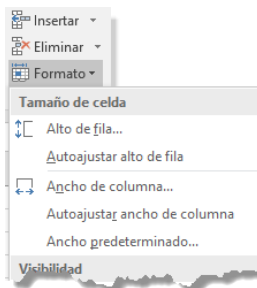 Insertar
Eliminar
Formato
Tamaño de celda
Alto de fila...
Autoajustar alto de fila
Ancho de columna...
Autoajustar ancho de columna
Ancho predeterminado...
Visibilidad